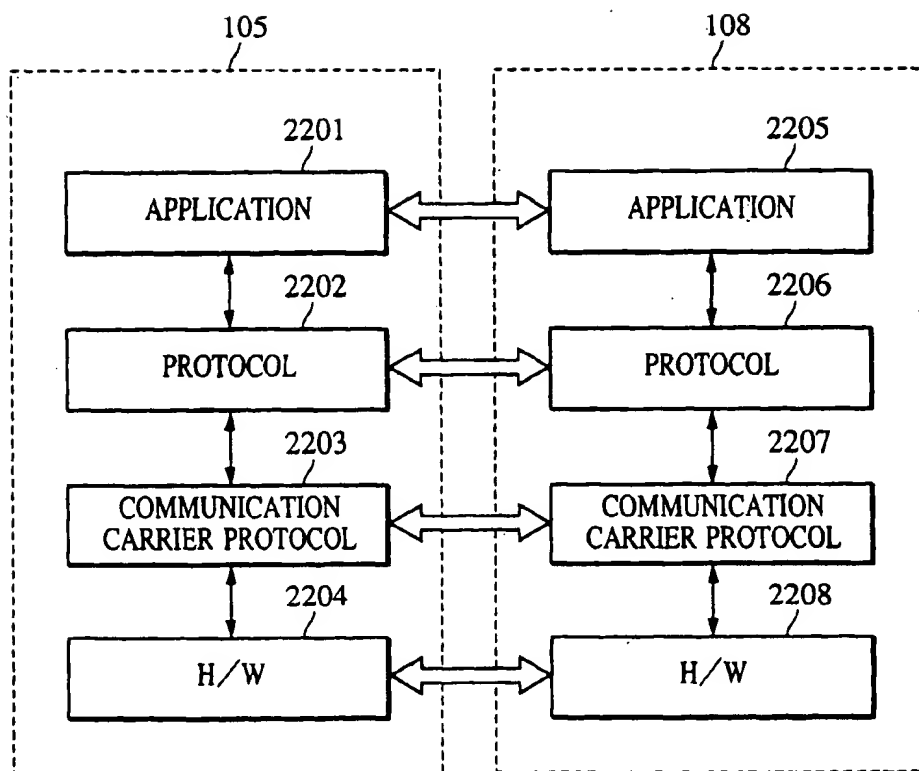 105
108
2201
2205
APPLICATION
APPLICATION
2202
2206
PROTOCOL
PROTOCOL
2203
2207
COMMUNICATION
CARRIER PROTOCOL
COMMUNICATION
CARRIER PROTOCOL
2204
2208
H/W
H/W